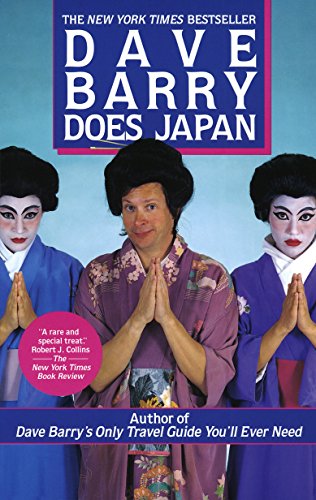 THE NEW YORK TIMES BESTSELLER
DAVE
BARRY
DOES JAPAN
"A rare and
special treat."
Robert J. Collins
—The—
New York Times
Book Review
Author of
Dave Barry's Only Travel Guide You'll Ever Need